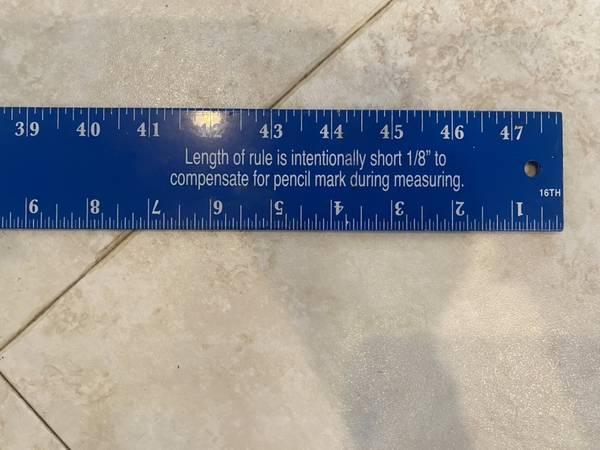 39 40 41 42 43 44 45 46 47
Length of rule is intentionally short 1/8" to
compensate for pencil mark during measuring.
16TH
9 8 7 6 5 4 3 2 1